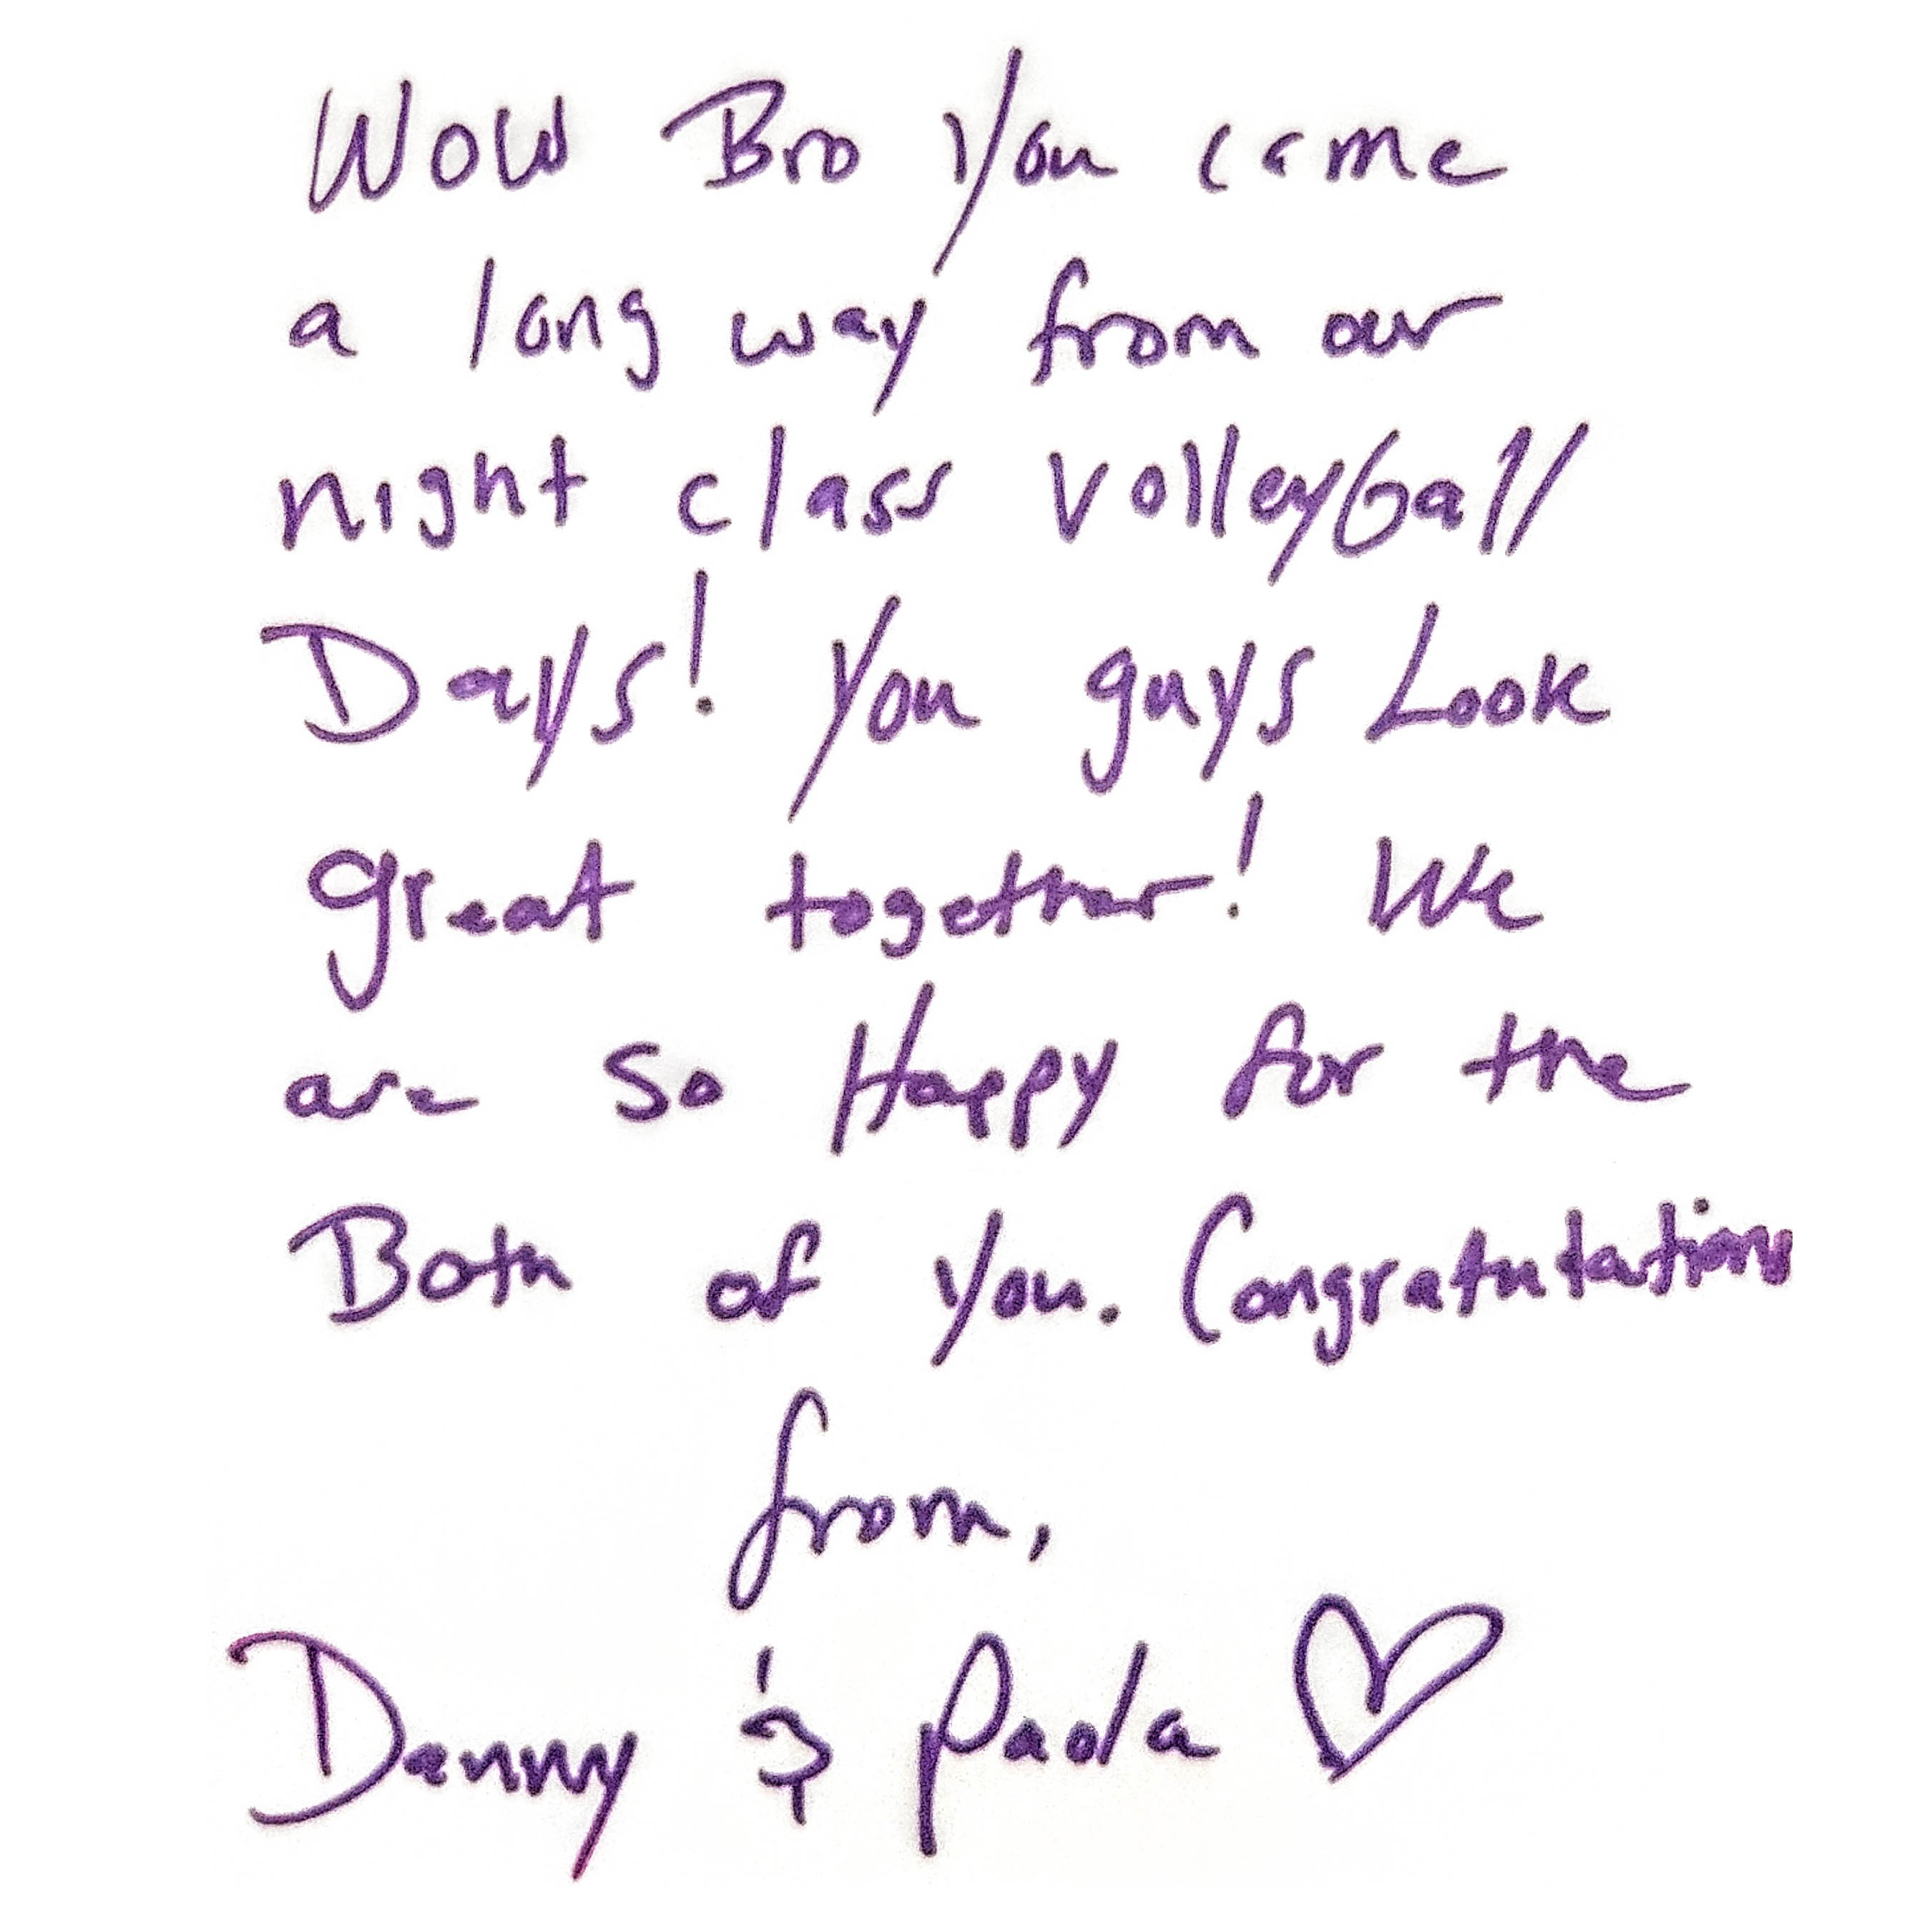 Wow Bro You came
a long way from our
night class volleyball
Days! You guys Look
great together! We
are so Happy for the
Both of you. Congratulations
from,
Danny & Paola ♡